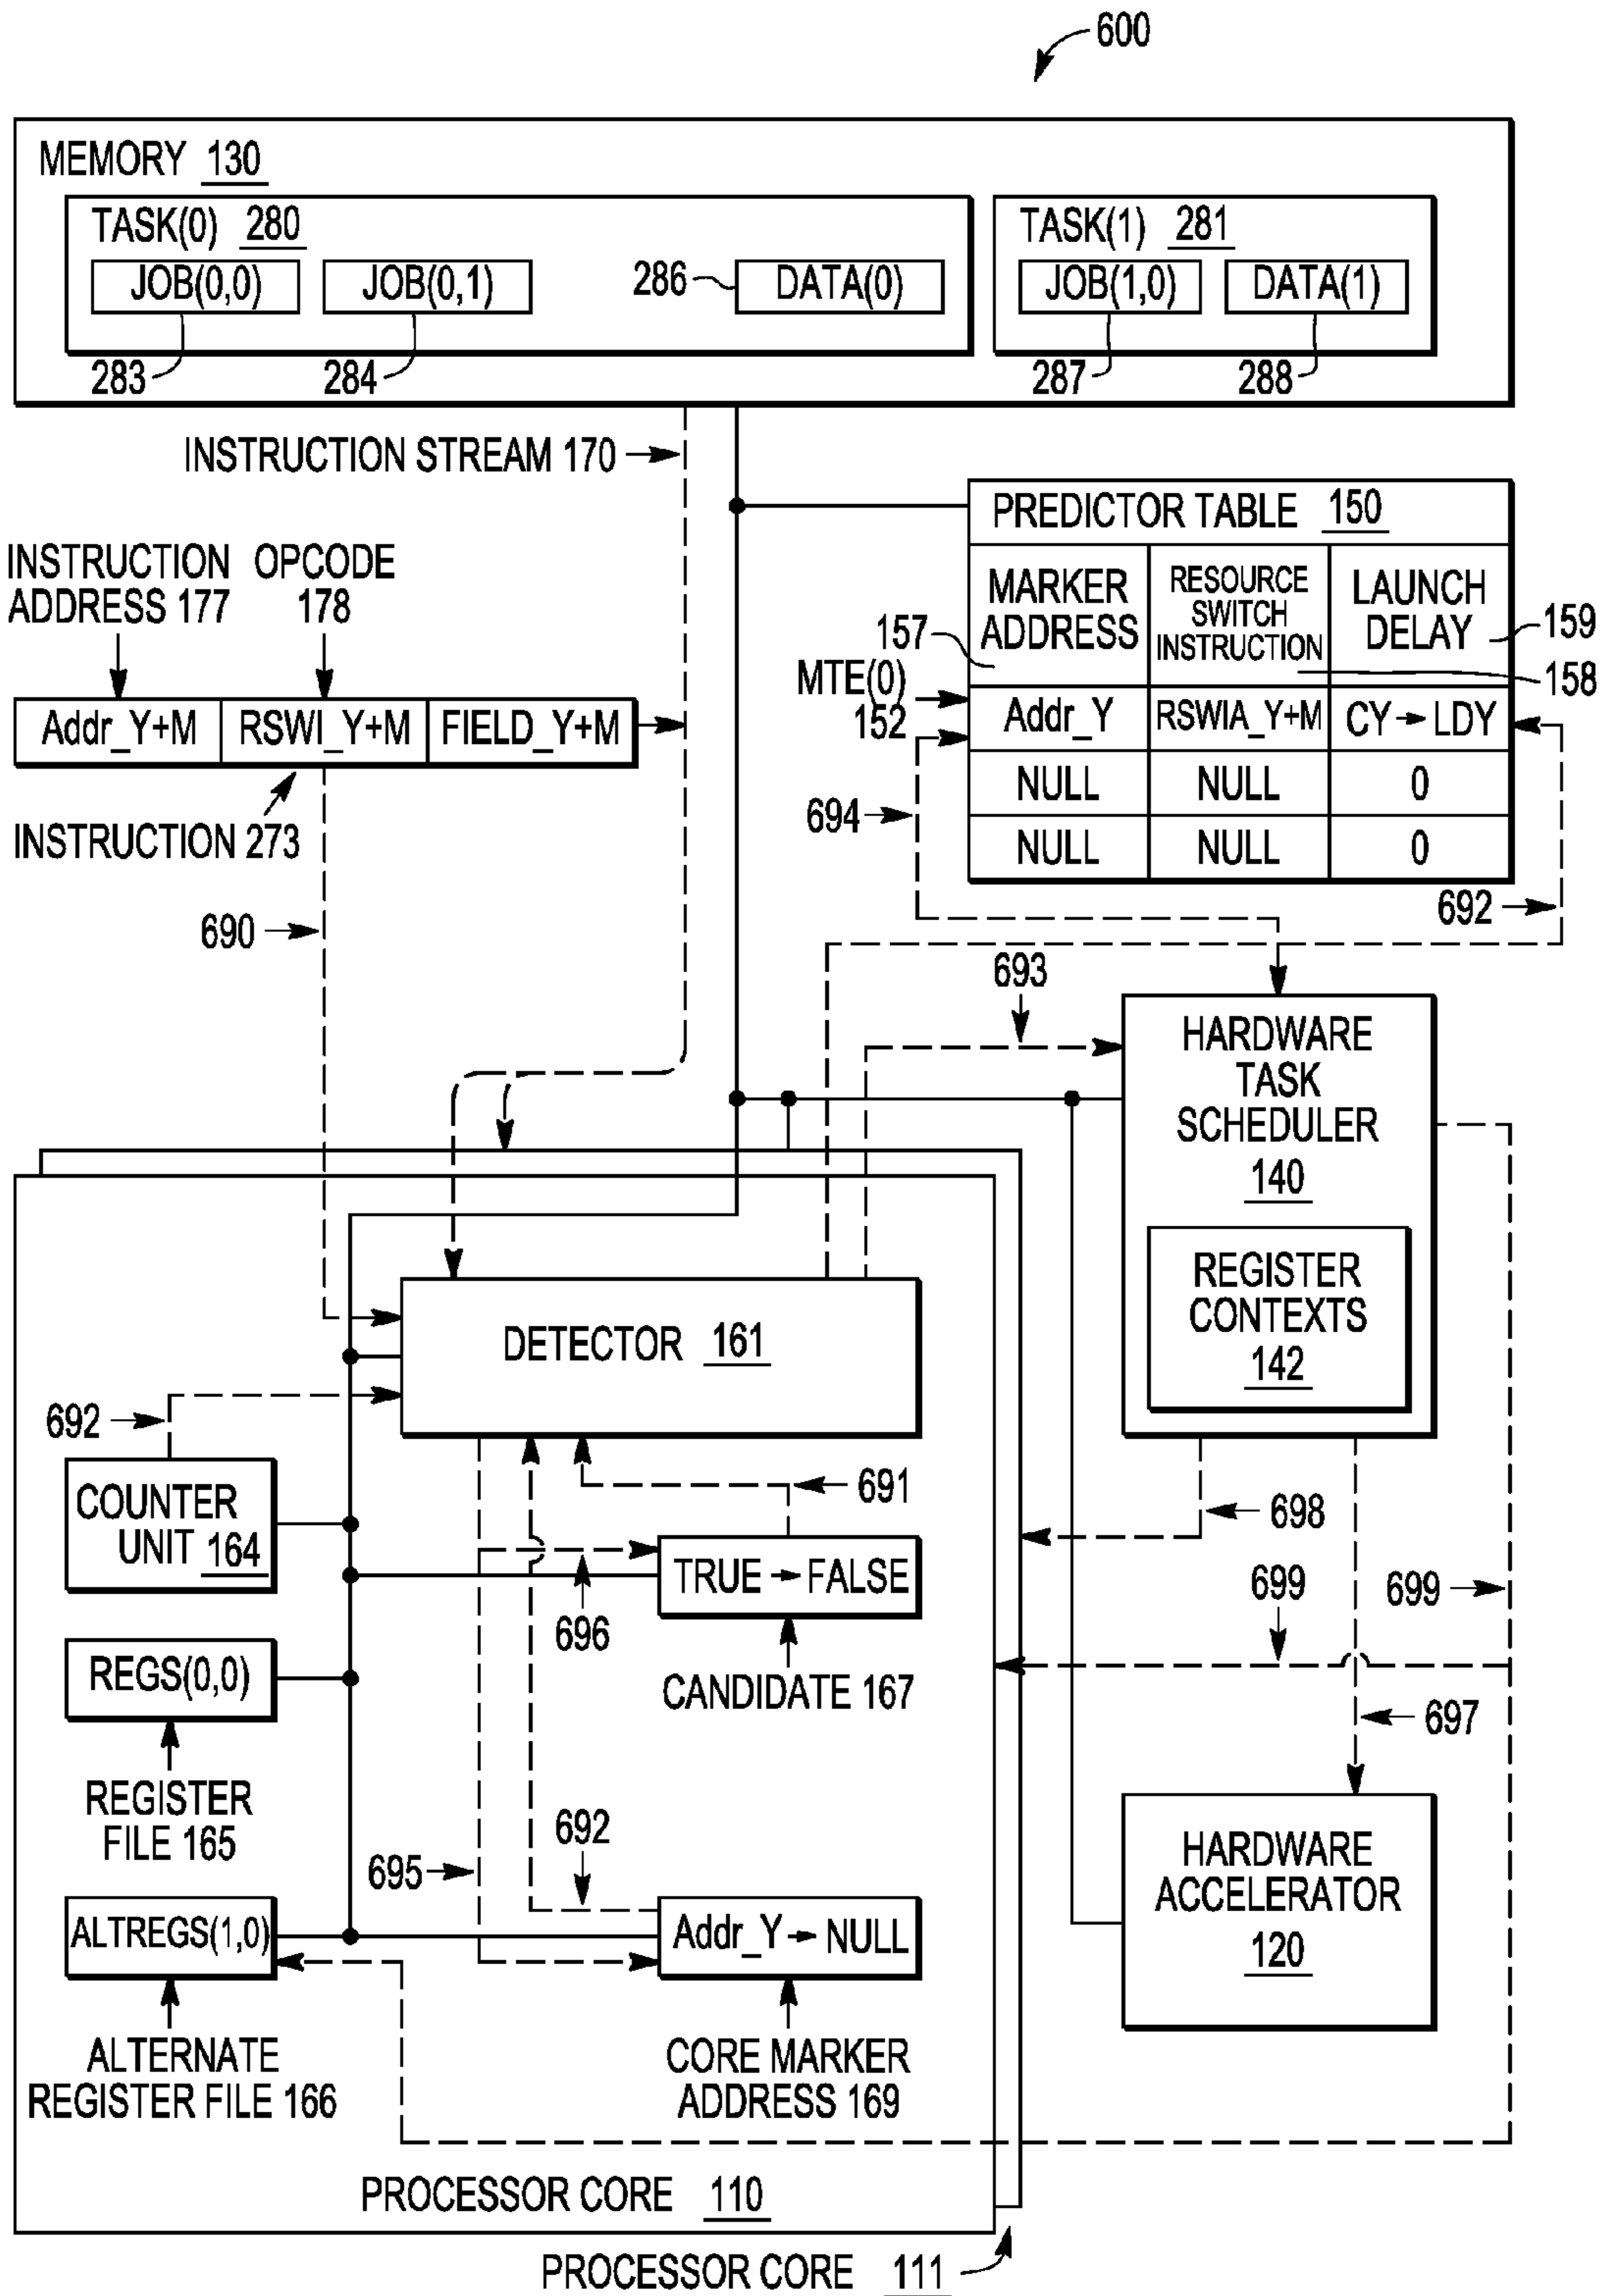 600
MEMORY 130
TASK(0) 280
TASK(1) 281
JOB(0,0)
JOB(0,1)
286
DATA(0)
JOB(1,0)
DATA(1)
283
284
287
288
INSTRUCTION STREAM 170
PREDICTOR TABLE 150
INSTRUCTION
ADDRESS 177
OPCODE
178
MARKER
ADDRESS
RESOURCE
SWITCH
INSTRUCTION
LAUNCH
DELAY
157
159
158
MTE(0)
152
Addr_Y+M
RSWI_Y+M
FIELD_Y+M
Addr_Y
RSWIA_Y+M
CY → LDY
NULL
NULL
0
NULL
NULL
0
INSTRUCTION 273
694
692
690
693
HARDWARE
TASK
SCHEDULER
140
REGISTER
CONTEXTS
142
DETECTOR 161
692
COUNTER
UNIT 164
691
698
TRUE → FALSE
696
CANDIDATE 167
699
699
REGS(0,0)
REGISTER
FILE 165
697
692
695
HARDWARE
ACCELERATOR
120
ALTREGS(1,0)
Addr_Y → NULL
ALTERNATE
REGISTER FILE 166
CORE MARKER
ADDRESS 169
PROCESSOR CORE 110
PROCESSOR CORE 111